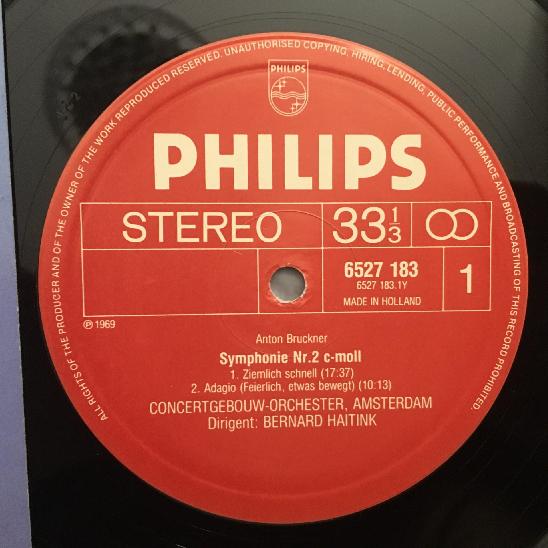 ALL RIGHTS OF THE PRODUCER AND OF THE OWNER OF THE WORK REPRODUCED RESERVED. UNAUTHORISED COPYING, HIRING, LENDING, PUBLIC PERFORMANCE AND BROADCASTING OF THIS RECORD PROHIBITED.
PHILIPS
PHILIPS
STEREO 33 1/3
6527 183
6527 183.1Y
MADE IN HOLLAND
1
℗ 1969
Anton Bruckner
Symphonie Nr.2 c-moll
1. Ziemlich schnell (17:37)
2. Adagio (Feierlich, etwas bewegt) (10:13)
CONCERTGEBOUW-ORCHESTER, AMSTERDAM
Dirigent: BERNARD HAITINK